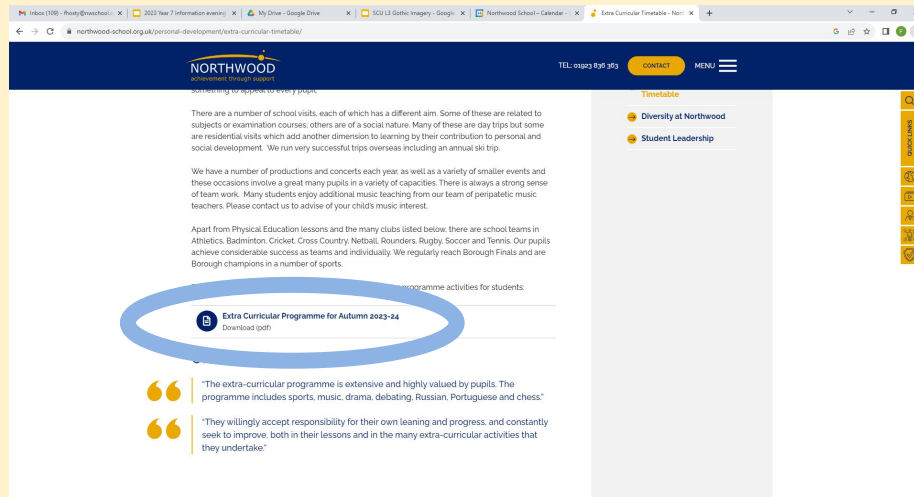 Inbox (109) - fhosty@nwschool.
2023 Year 7 Information evening
My Drive - Google Drive
SCU L3 Gothic Imagery - Google
Northwood School – Calendar -
Extra Curricular Timetable - Nort
northwood-school.org.uk/personal-development/extra-curricular-timetable/
NORTHWOOD
achievement through support
TEL: 01923 836 363
CONTACT
MENU
something to appeal to every pupil.
There are a number of school visits, each of which has a different aim. Some of these are related to
subjects or examination courses; others are of a social nature. Many of these are day trips but some
are residential visits which add another dimension to learning by their contribution to personal and
social development. We run very successful trips overseas including an annual ski trip.
We have a number of productions and concerts each year, as well as a variety of smaller events and
these occasions involve a great many pupils in a variety of capacities. There is always a strong sense
of team work. Many students enjoy additional music teaching from our team of peripatetic music
teachers. Please contact us to advise of your child's music interest.
Apart from Physical Education lessons and the many clubs listed below, there are school teams in
Athletics, Badminton, Cricket, Cross Country, Netball, Rounders, Rugby, Soccer and Tennis. Our pupils
achieve considerable success as teams and individually. We regularly reach Borough Finals and are
Borough champions in a number of sports.
programme activities for students:
Extra Curricular Programme for Autumn 2023-24
Download (pdf)
"The extra-curricular programme is extensive and highly valued by pupils. The
programme includes sports, music, drama, debating, Russian, Portuguese and chess."
"They willingly accept responsibility for their own leaning and progress, and constantly
seek to improve, both in their lessons and in the many extra-curricular activities that
they undertake."
Timetable
Diversity at Northwood
Student Leadership
QUICK LINKS